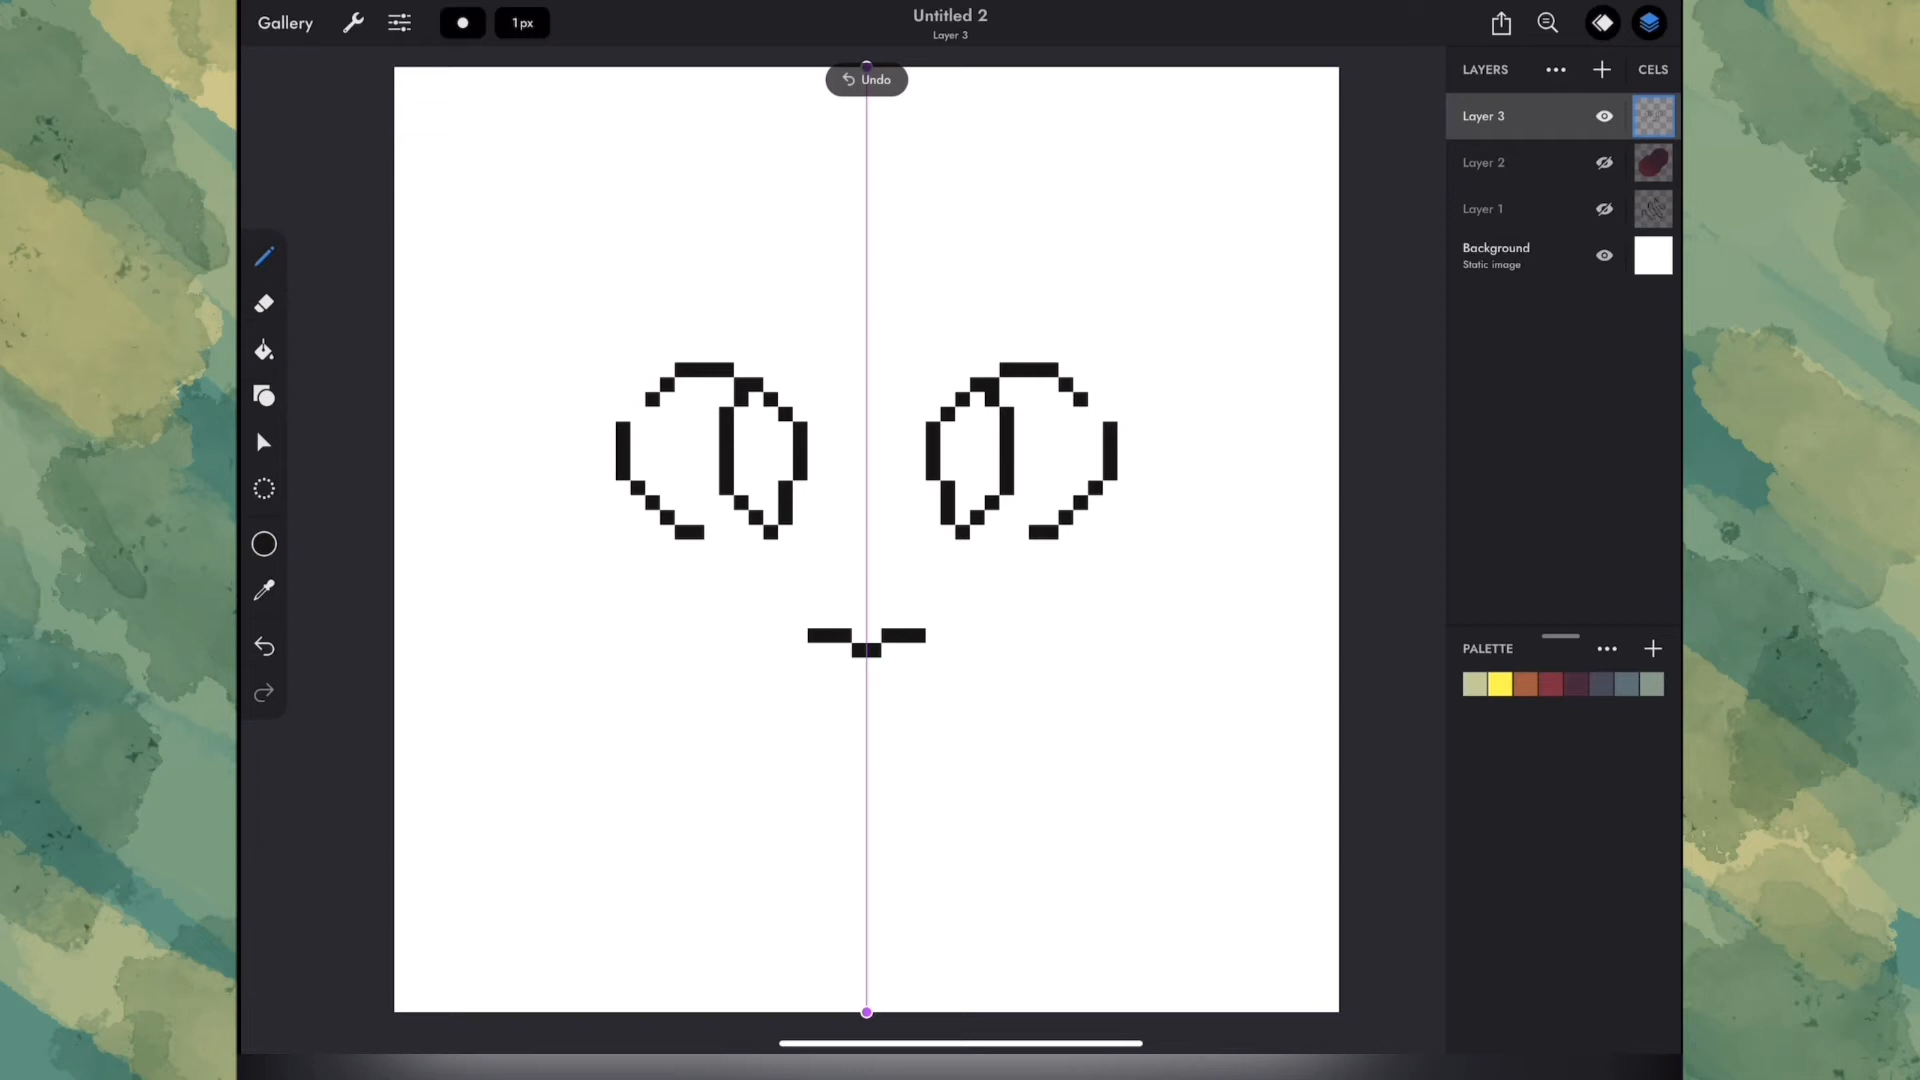 Gallery
1px
Untitled 2
Layer 3
Undo
LAYERS
CELS
Layer 3
Layer 2
Layer 1
Background
Static image
PALETTE